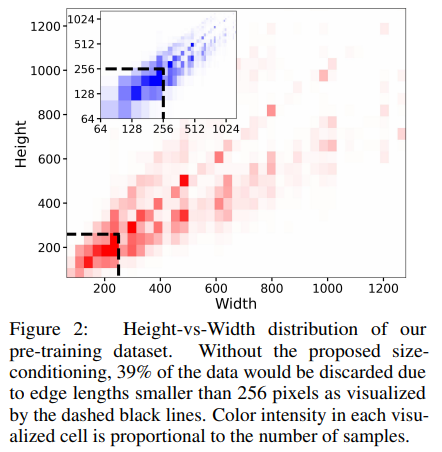 1200
1000
800
600
400
200
Height
1024
512
256
128
64
64 128 256 512 1024
200 400 600 800 1000 1200
Width
Figure 2: Height-vs-Width distribution of our
pre-training dataset. Without the proposed size-
conditioning, 39% of the data would be discarded due
to edge lengths smaller than 256 pixels as visualized
by the dashed black lines. Color intensity in each visu-
alized cell is proportional to the number of samples.